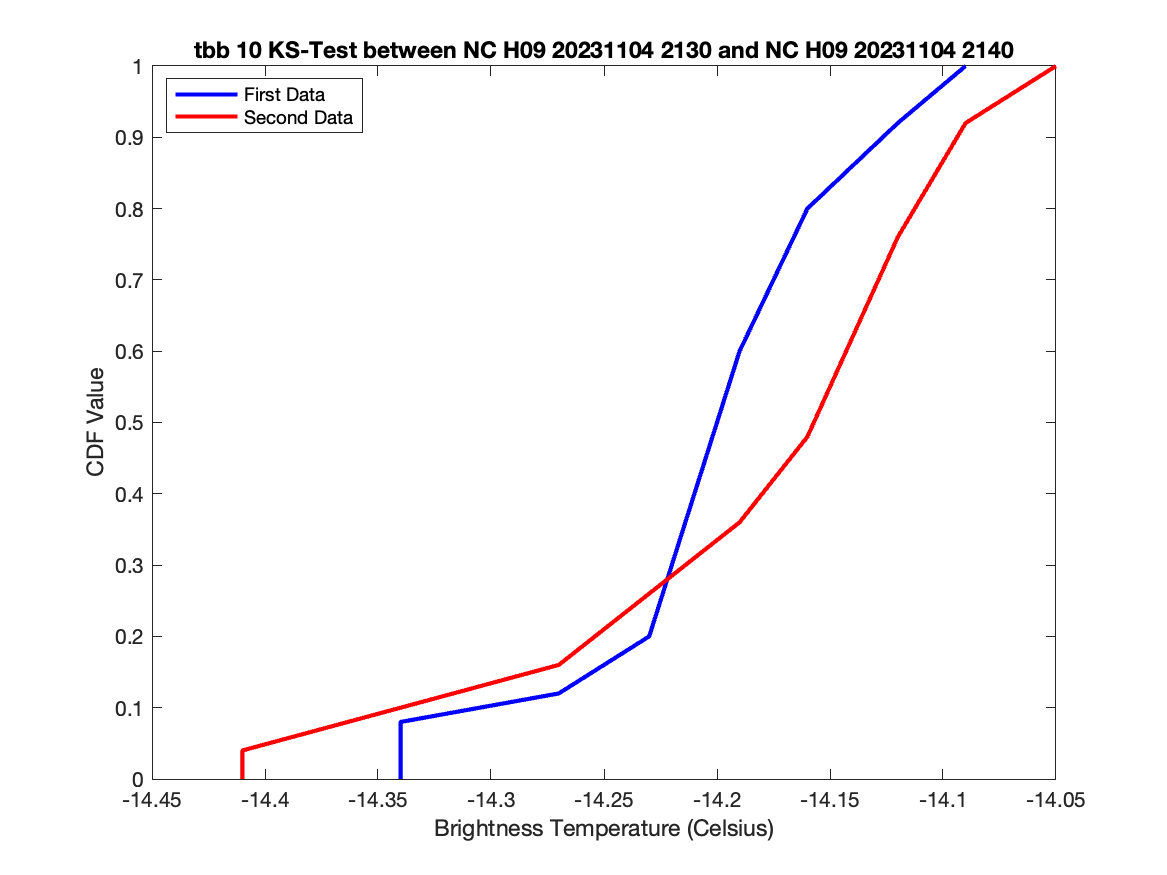 tbb 10 KS-Test between NC H09 20231104 2130 and NC H09 20231104 2140
First Data
Second Data
1
0.9
0.8
0.7
0.6
0.5
0.4
0.3
0.2
0.1
0
CDF Value
-14.45 -14.4 -14.35 -14.3 -14.25 -14.2 -14.15 -14.1 -14.05
Brightness Temperature (Celsius)